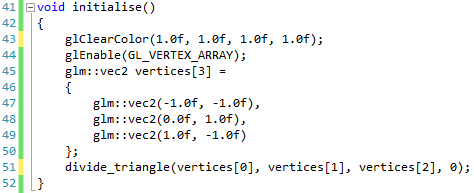 41 void initialise()
42 {
43 glClearColor(1.0f, 1.0f, 1.0f, 1.0f);
44 glEnable(GL_VERTEX_ARRAY);
45 glm::vec2 vertices[3] =
46 {
47 glm::vec2(-1.0f, -1.0f),
48 glm::vec2(0.0f, 1.0f),
49 glm::vec2(1.0f, -1.0f)
50 };
51 divide_triangle(vertices[0], vertices[1], vertices[2], 0);
52 }